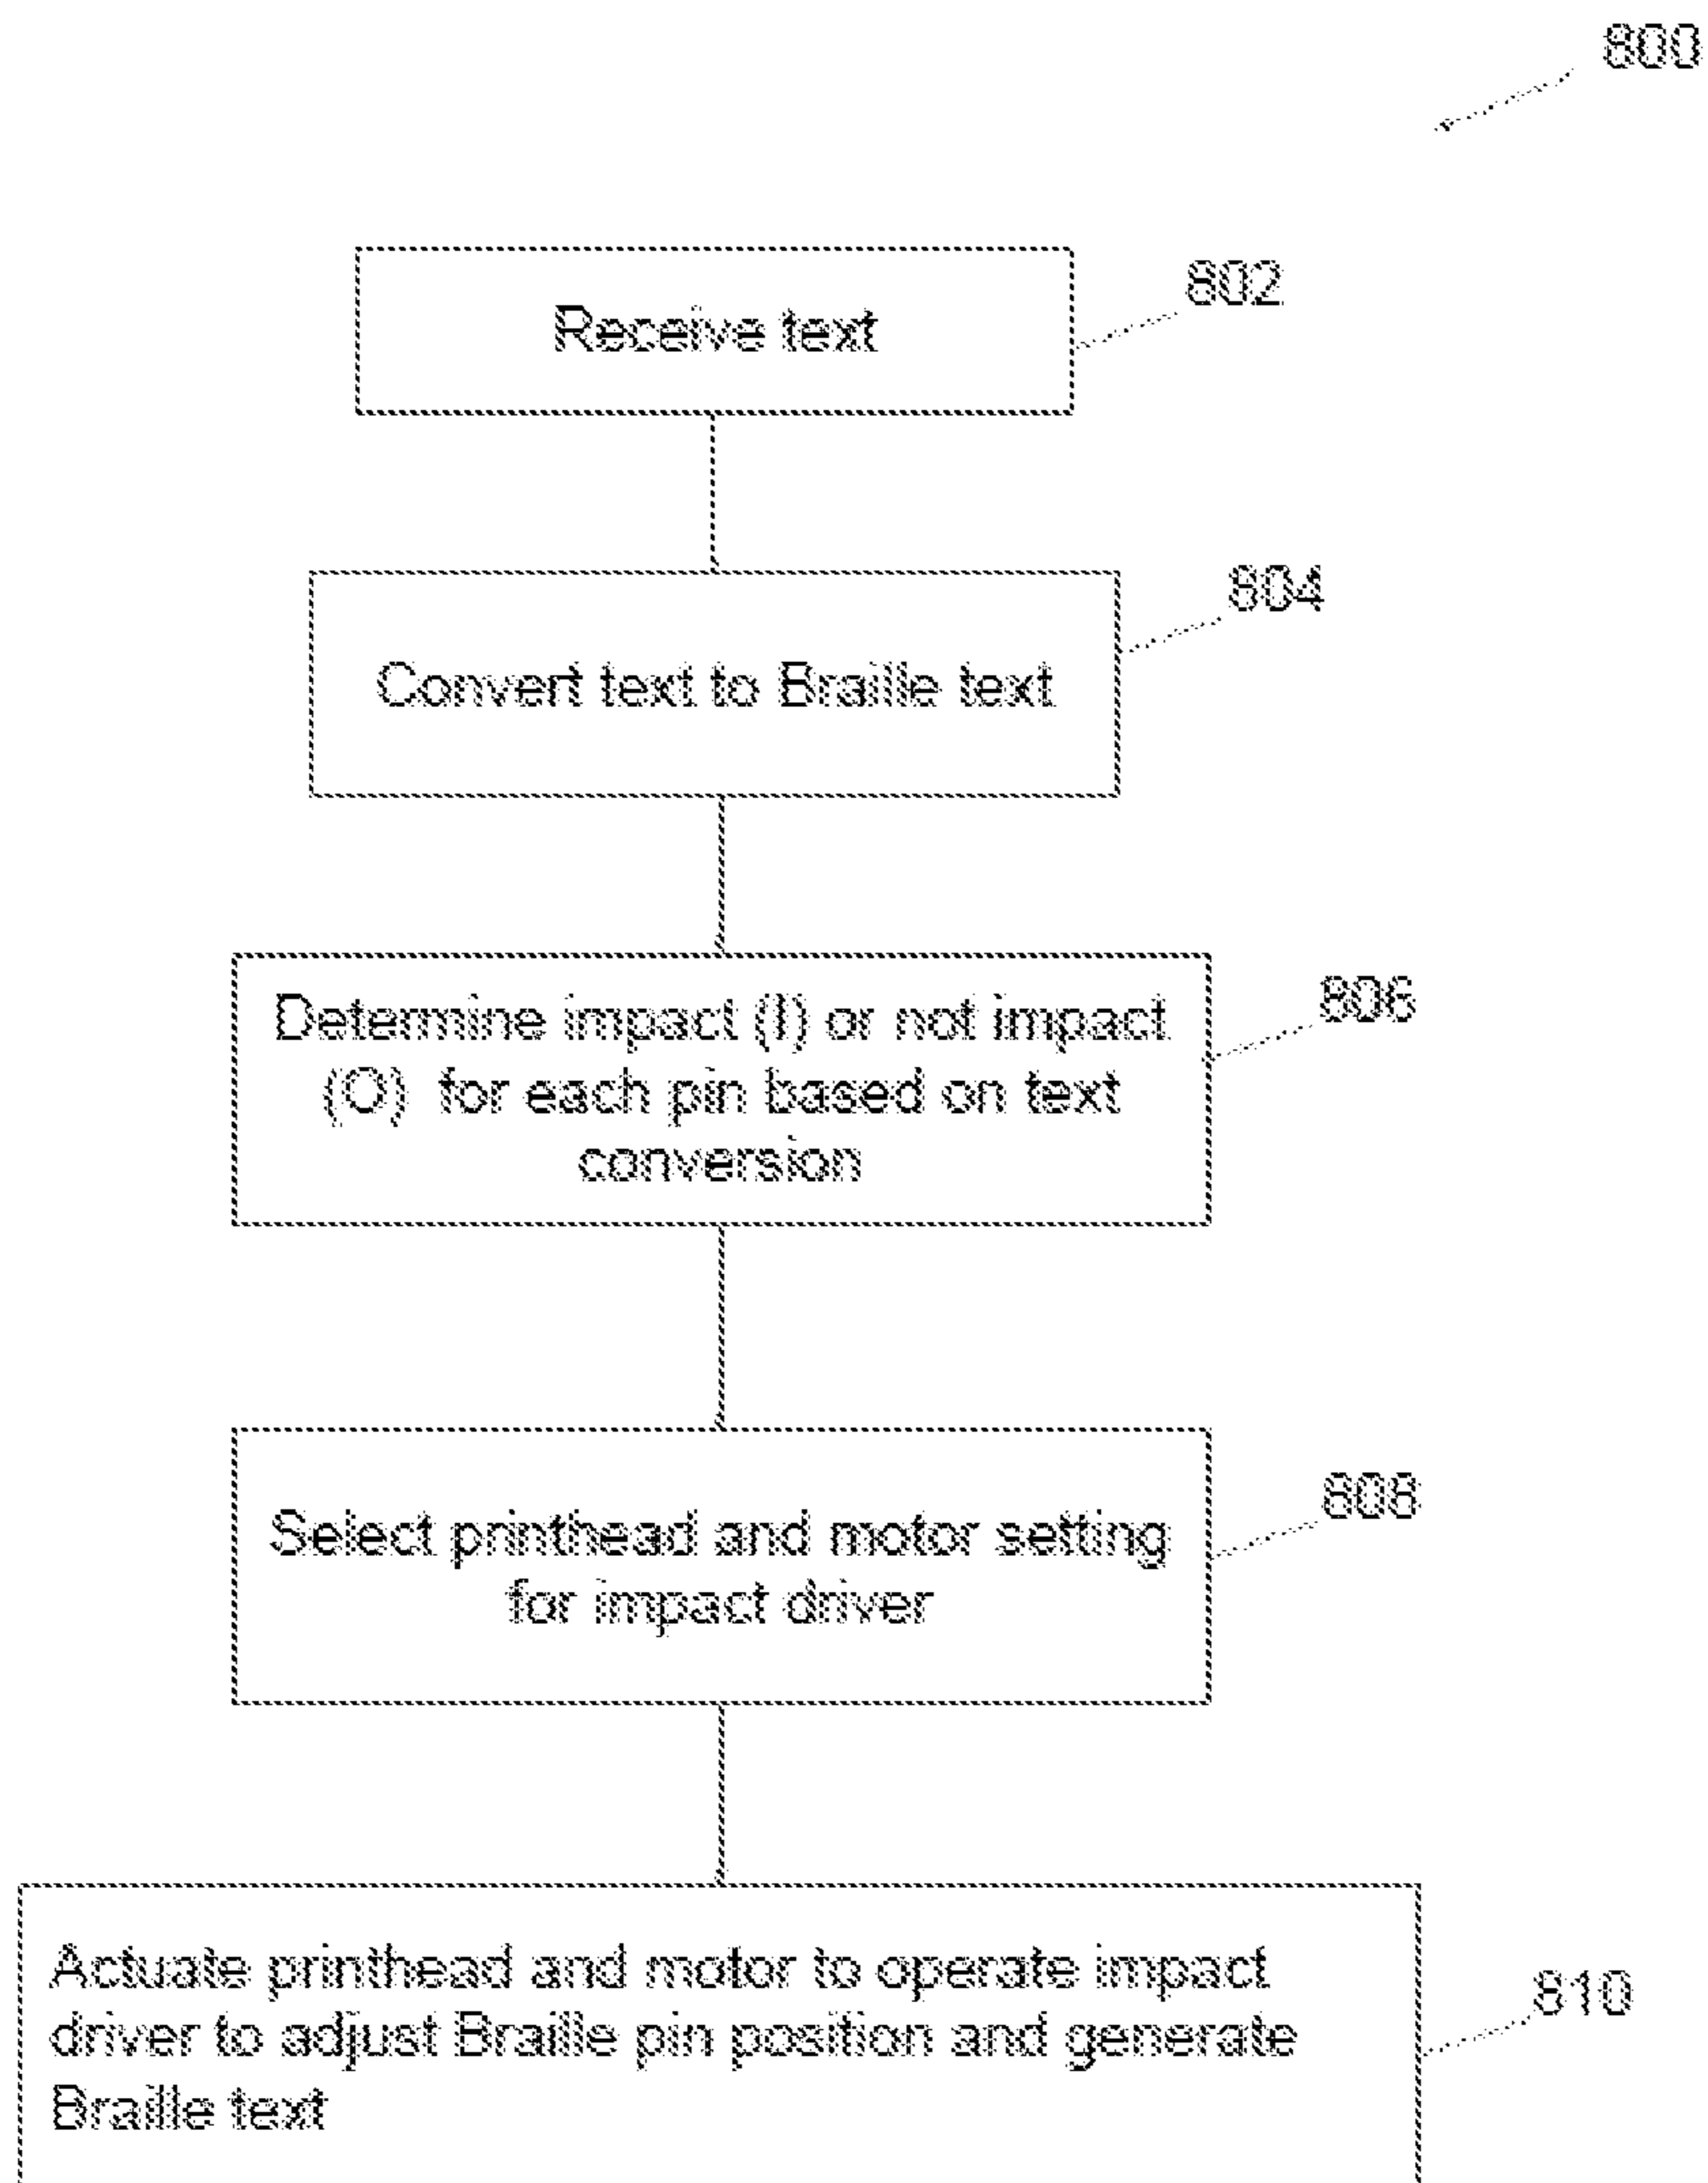 800
Receive text
802
Convert text to Braille text
804
Determine impact (I) or not impact
(O) for each pin based on text
conversion
806
Select printhead and motor setting
for impact driver
808
Actuate printhead and motor to operate impact
driver to adjust Braille pin position and generate
Braille text
810